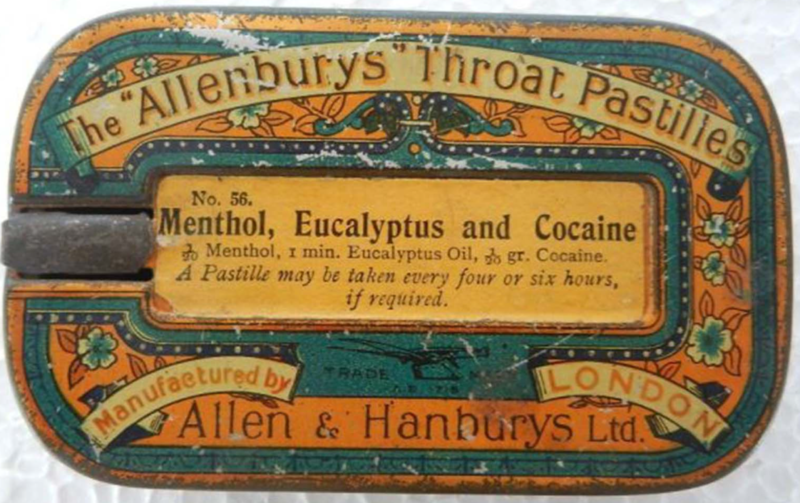 The "Allenburys" Throat Pastilles
No. 56.
Menthol, Eucalyptus and Cocaine
Menthol, 1 min. Eucalyptus Oil, gr. Cocaine.
A Pastille may be taken every four or six hours,
if required.
TRADE
Manufactured by
LONDON
Allen & Hanburys Ltd.